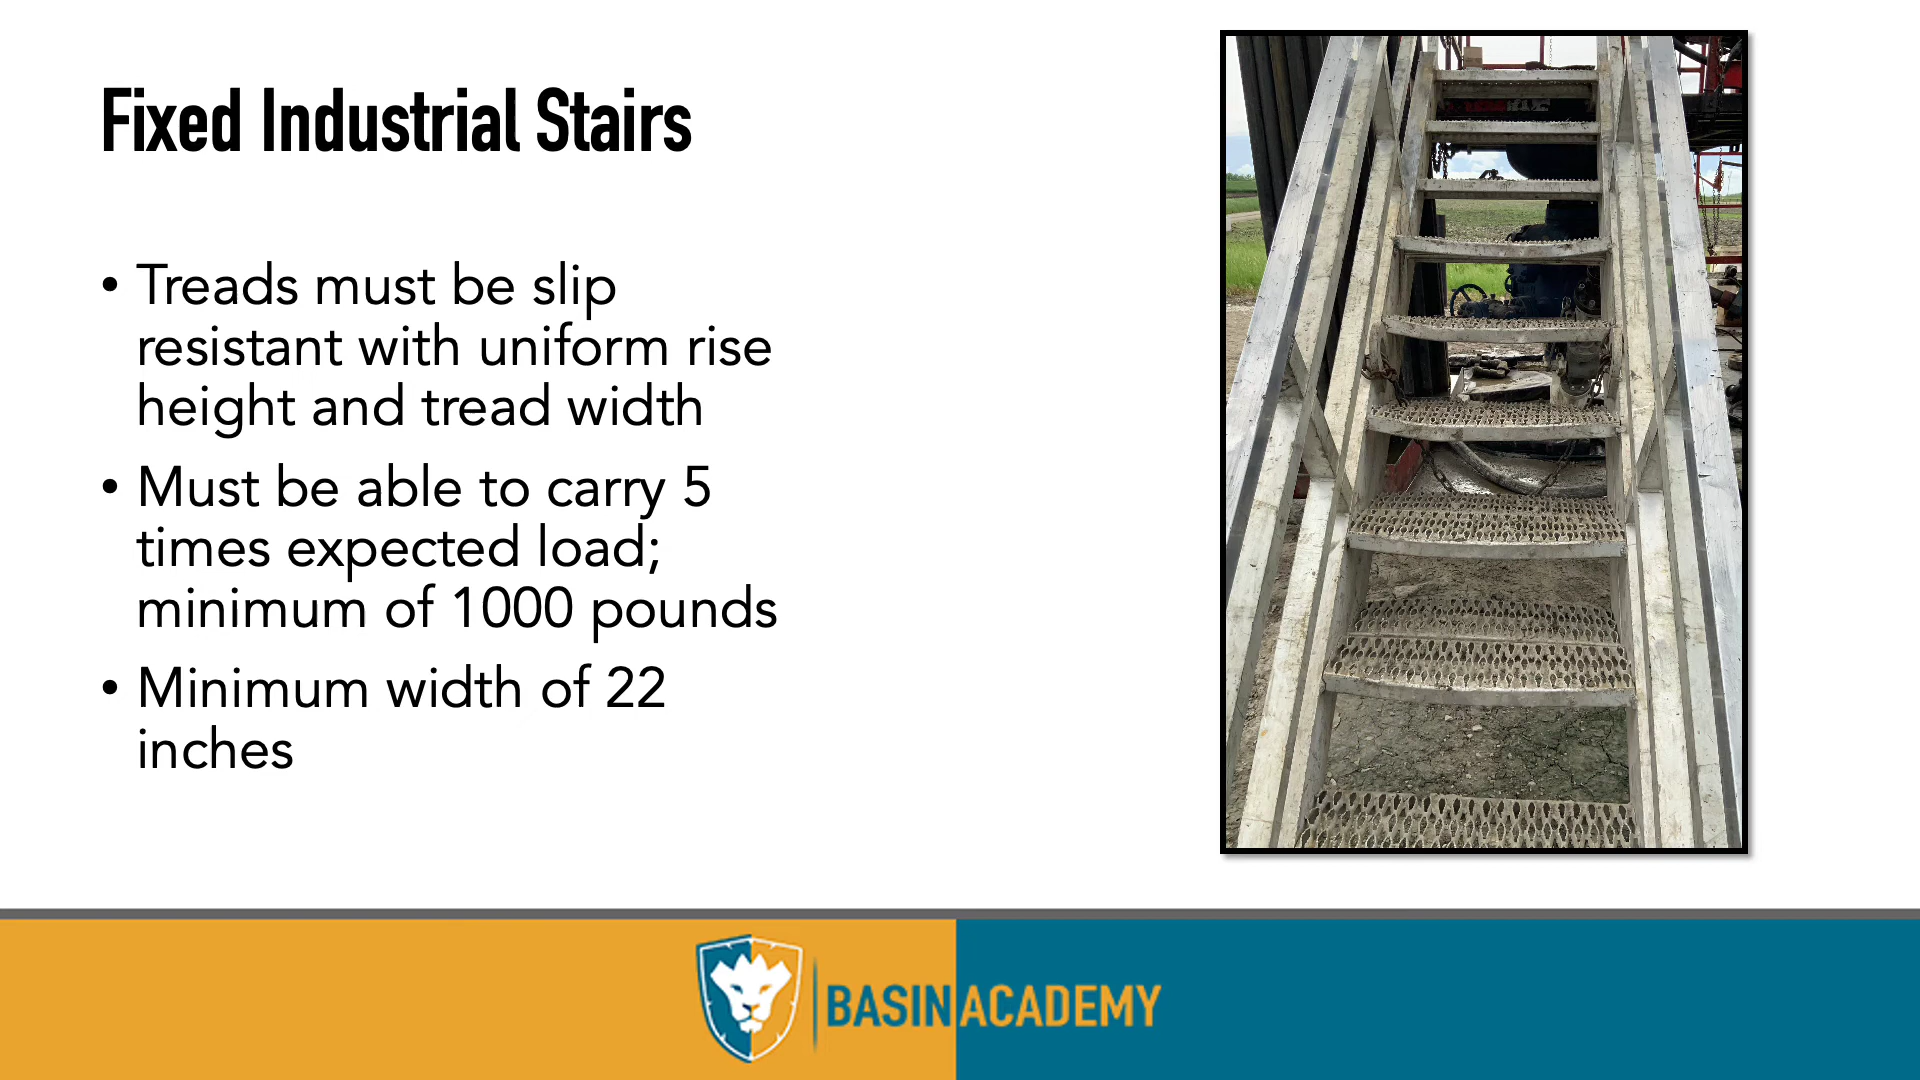 Fixed Industrial Stairs
• Treads must be slip
resistant with uniform rise
height and tread width
• Must be able to carry 5
times expected load;
minimum of 1000 pounds
• Minimum width of 22
inches
BASIN ACADEMY